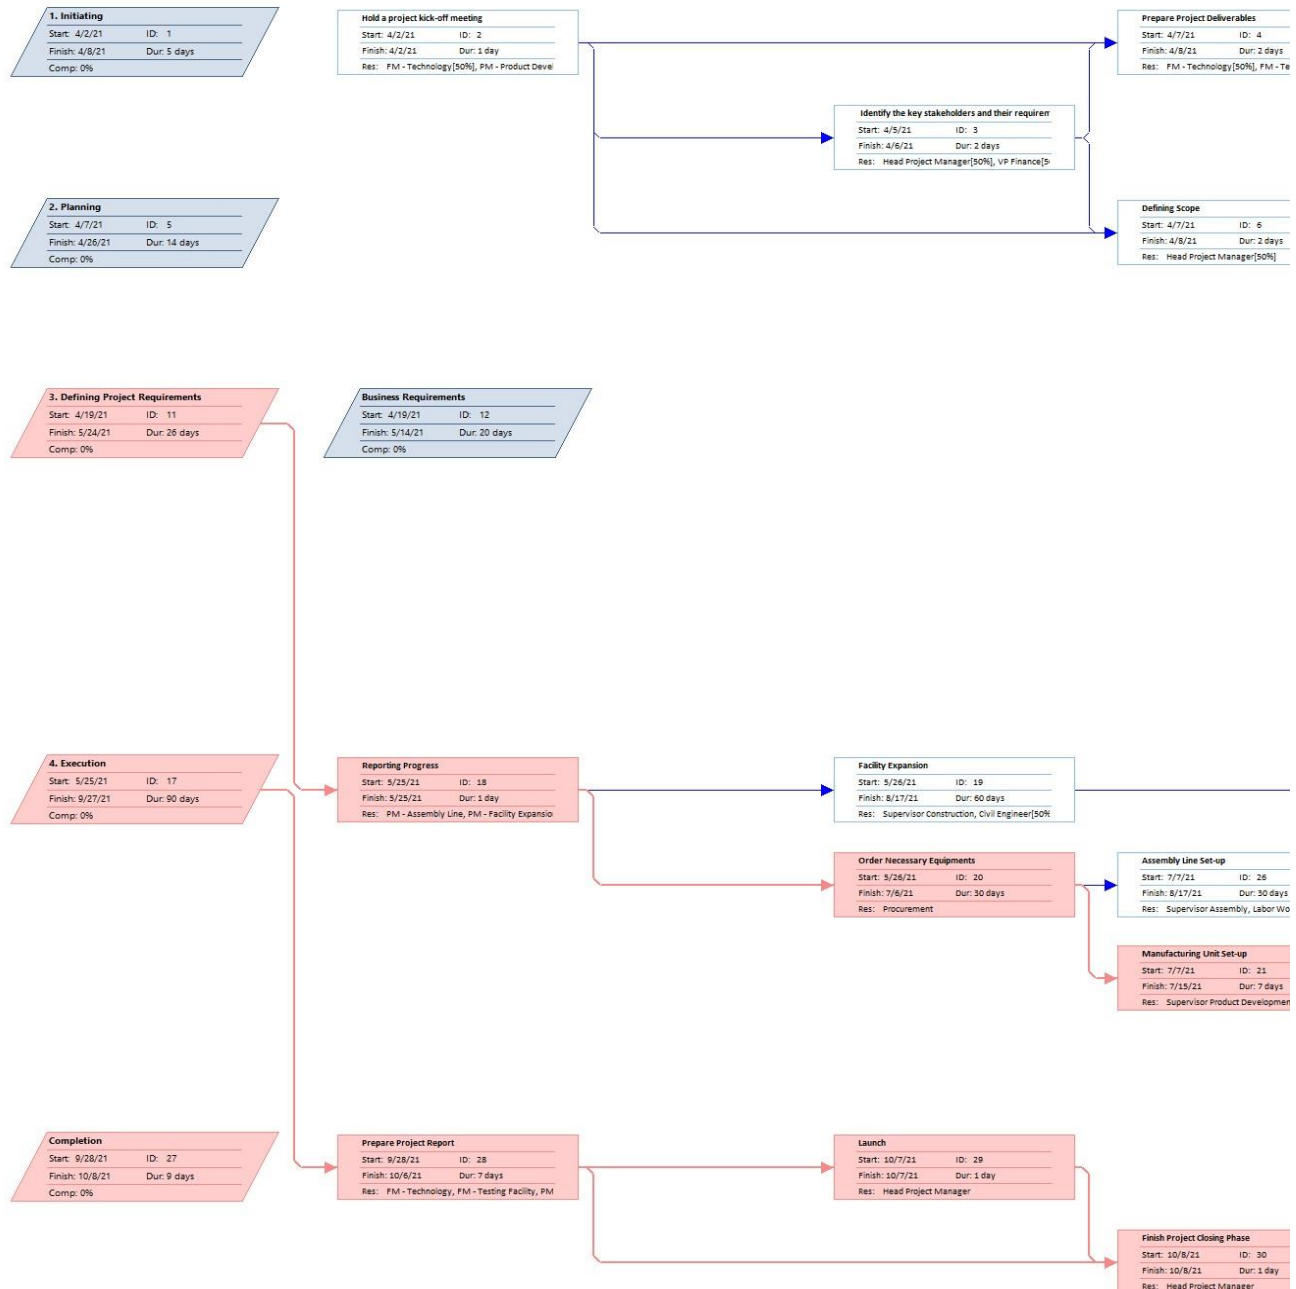 1. Initiating
Start: 4/2/21 ID: 1
Finish: 4/8/21 Dur: 5 days
Comp: 0%
Hold a project kick-off meeting
Start: 4/2/21 ID: 2
Finish: 4/2/21 Dur: 1 day
Res: FM - Technology[50%], PM - Product Devel
Prepare Project Deliverables
Start: 4/7/21 ID: 4
Finish: 4/8/21 Dur: 2 days
Res: FM - Technology[50%], FM - Te
Identify the key stakeholders and their requirem
Start: 4/5/21 ID: 3
Finish: 4/6/21 Dur: 2 days
Res: Head Project Manager[50%], VP Finance[5
2. Planning
Start: 4/7/21 ID: 5
Finish: 4/26/21 Dur: 14 days
Comp: 0%
Defining Scope
Start: 4/7/21 ID: 6
Finish: 4/8/21 Dur: 2 days
Res: Head Project Manager[50%]
3. Defining Project Requirements
Start: 4/19/21 ID: 11
Finish: 5/24/21 Dur: 26 days
Comp: 0%
Business Requirements
Start: 4/19/21 ID: 12
Finish: 5/14/21 Dur: 20 days
Comp: 0%
4. Execution
Start: 5/25/21 ID: 17
Finish: 9/27/21 Dur: 90 days
Comp: 0%
Reporting Progress
Start: 5/25/21 ID: 18
Finish: 5/25/21 Dur: 1 day
Res: PM - Assembly Line, PM - Facility Expansio
Facility Expansion
Start: 5/26/21 ID: 19
Finish: 8/17/21 Dur: 60 days
Res: Supervisor Construction, Civil Engineer[50%
Order Necessary Equipments
Start: 5/26/21 ID: 20
Finish: 7/6/21 Dur: 30 days
Res: Procurement
Assembly Line Set-up
Start: 7/7/21 ID: 26
Finish: 8/17/21 Dur: 30 days
Res: Supervisor Assembly, Labor Wo
Manufacturing Unit Set-up
Start: 7/7/21 ID: 21
Finish: 7/15/21 Dur: 7 days
Res: Supervisor Product Developmen
Completion
Start: 9/28/21 ID: 27
Finish: 10/8/21 Dur: 9 days
Comp: 0%
Prepare Project Report
Start: 9/28/21 ID: 28
Finish: 10/6/21 Dur: 7 days
Res: FM - Technology, FM - Testing Facility, PM
Launch
Start: 10/7/21 ID: 29
Finish: 10/7/21 Dur: 1 day
Res: Head Project Manager
Finish Project Closing Phase
Start: 10/8/21 ID: 30
Finish: 10/8/21 Dur: 1 day
Res: Head Project Manager